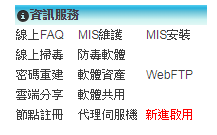 資訊服務
線上FAQ MIS維護 MIS安裝
線上掃毒 防毒軟體
密碼重建 軟體資產 WebFTP
雲端分享 軟體共用
節點註冊 代理伺服機 新進啟用